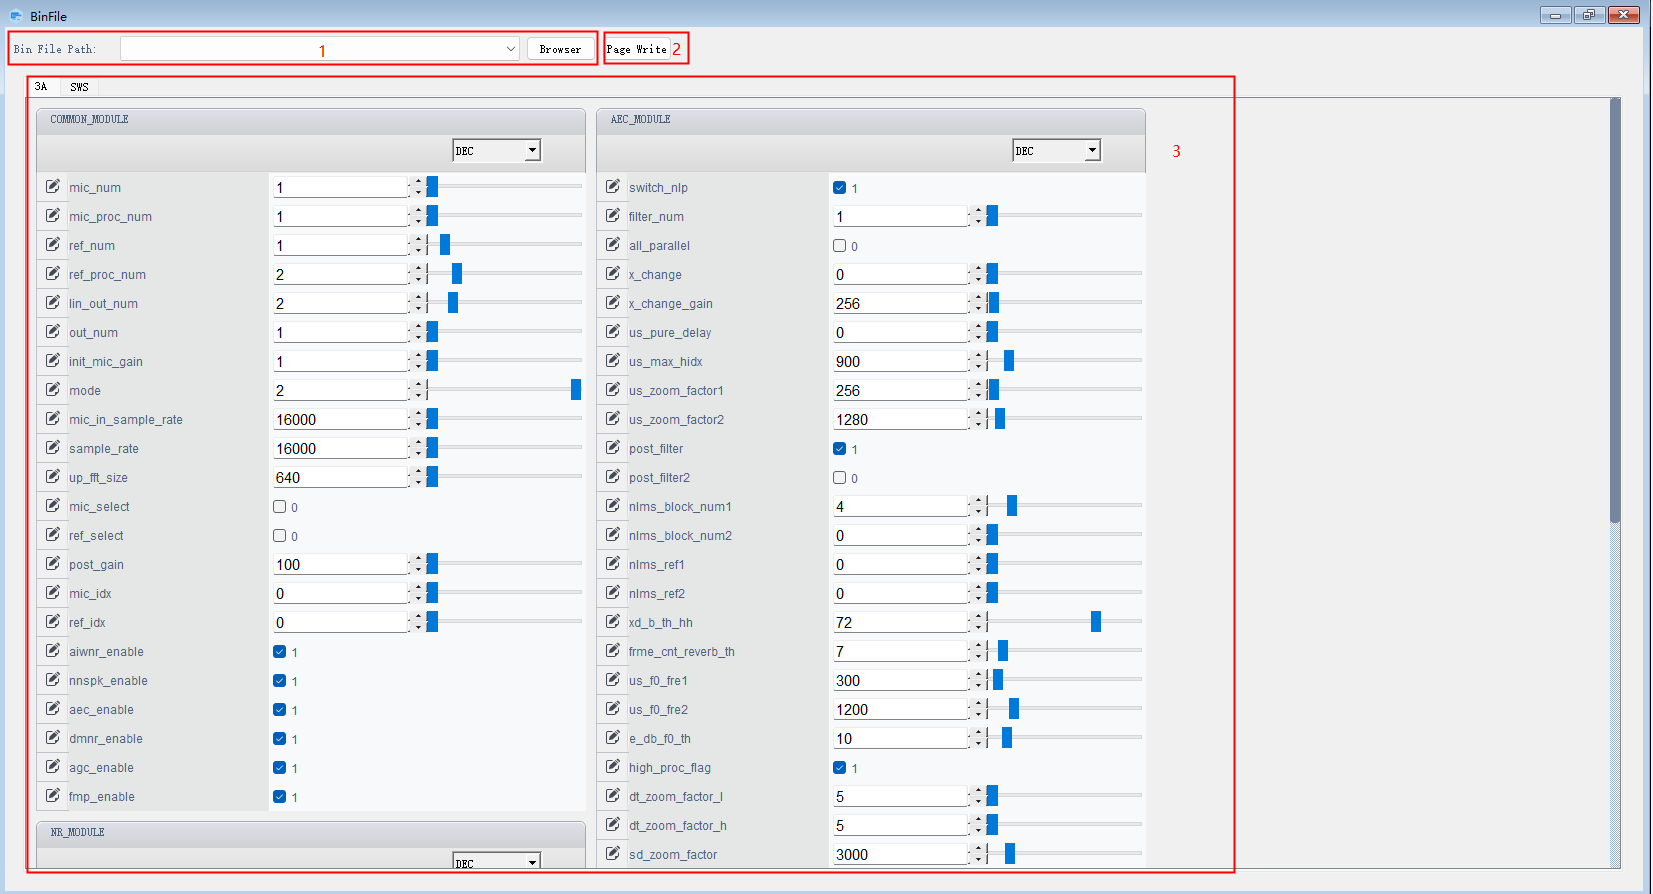 BinFile
Bin File Path: 1 Browser Page Write 2
3A SWS
COMMON_MODULE
DEC
mic_num 1
mic_proc_num 1
ref_num 1
ref_proc_num 2
lin_out_num 2
out_num 1
init_mic_gain 1
mode 2
mic_in_sample_rate 16000
sample_rate 16000
up_fft_size 640
mic_select 0
ref_select 0
post_gain 100
mic_idx 0
ref_idx 0
aiwnr_enable 1
nnspk_enable 1
aec_enable 1
dmnr_enable 1
agc_enable 1
fmp_enable 1
NR_MODULE
DEC
AEC_MODULE
DEC
switch_nlp 1
filter_num 1
all_parallel 0
x_change 0
x_change_gain 256
us_pure_delay 0
us_max_hidx 900
us_zoom_factor1 256
us_zoom_factor2 1280
post_filter 1
post_filter2 0
nlms_block_num1 4
nlms_block_num2 0
nlms_ref1 0
nlms_ref2 0
xd_b_th_hh 72
frme_cnt_reverb_th 7
us_f0_fre1 300
us_f0_fre2 1200
e_db_f0_th 10
high_proc_flag 1
dt_zoom_factor_l 5
dt_zoom_factor_h 5
sd_zoom_factor 3000
3